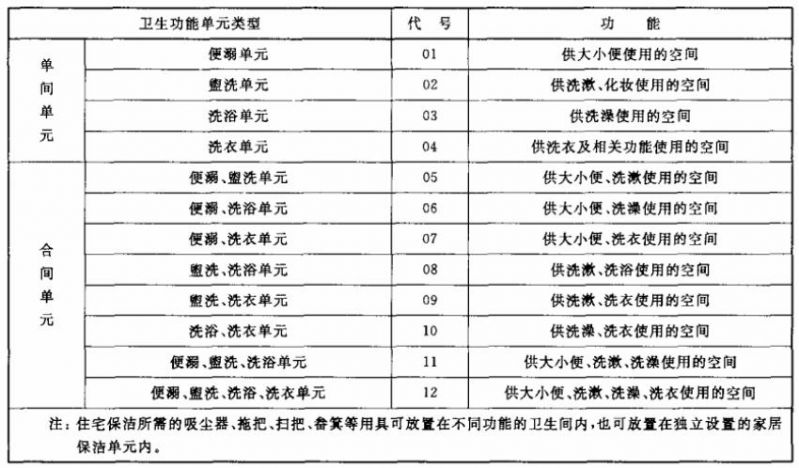 卫生功能单元类型 代 号 功 能
单间单元
便溺单元 01 供大小便使用的空间
盥洗单元 02 供洗漱、化妆使用的空间
洗浴单元 03 供洗澡使用的空间
洗衣单元 04 供洗衣及相关功能使用的空间
合间单元
便溺、盥洗单元 05 供大小便、洗漱使用的空间
便溺、洗浴单元 06 供大小便、洗澡使用的空间
便溺、洗衣单元 07 供大小便、洗衣使用的空间
盥洗、洗浴单元 08 供洗漱、洗浴使用的空间
盥洗、洗衣单元 09 供洗漱、洗衣使用的空间
洗浴、洗衣单元 10 供洗澡、洗衣使用的空间
便溺、盥洗、洗浴单元 11 供大小便、洗漱、洗澡使用的空间
便溺、盥洗、洗浴、洗衣单元 12 供大小便、洗漱、洗澡、洗衣使用的空间
注：住宅保洁所需的吸尘器、拖把、扫把、畚箕等用具可放置在不同功能的卫生间内，也可放置在独立设置的家居
保洁单元内。